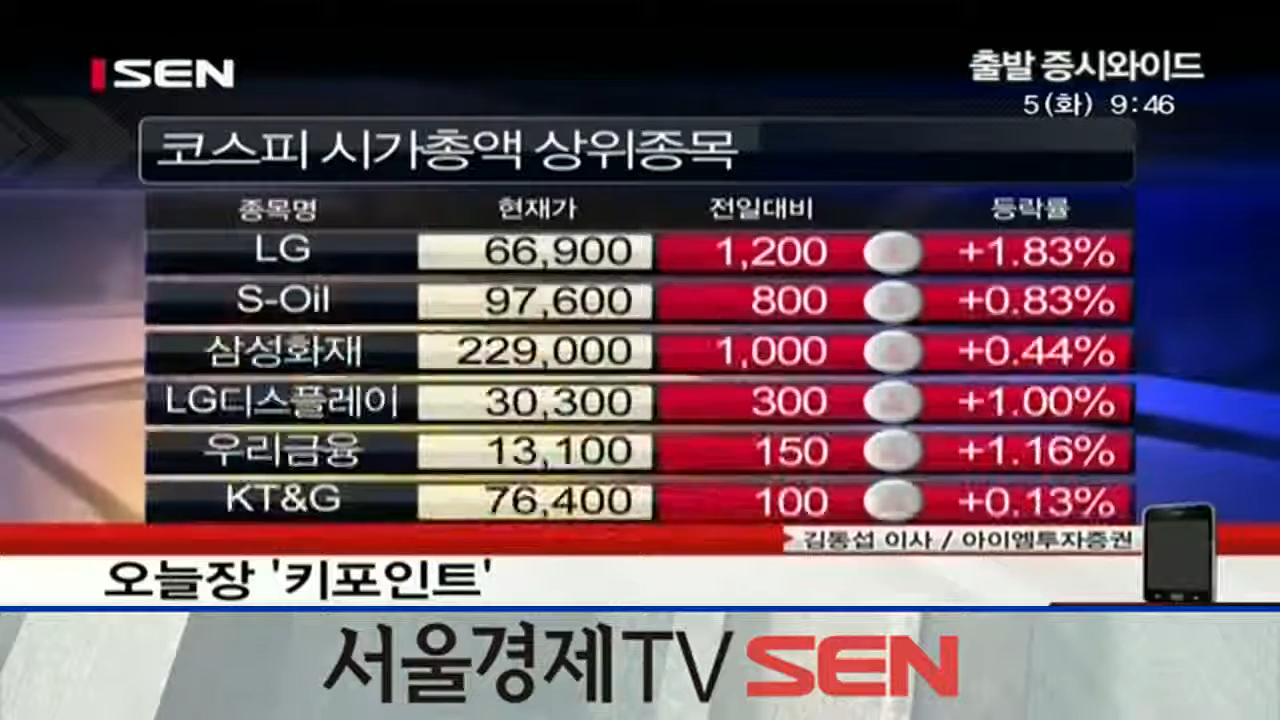 SEN
출발 증시와이드
5(화) 9:46
코스피 시가총액 상위종목
종목명 현재가 전일대비 등락률
LG 66,900 1,200 +1.83%
S-Oil 97,600 800 +0.83%
삼성화재 229,000 1,000 +0.44%
LG디스플레이 30,300 300 +1.00%
우리금융 13,100 150 +1.16%
KT&G 76,400 100 +0.13%
김동섭 이사 / 아이엠투자증권
오늘장 '키포인트'
서울경제TV SEN